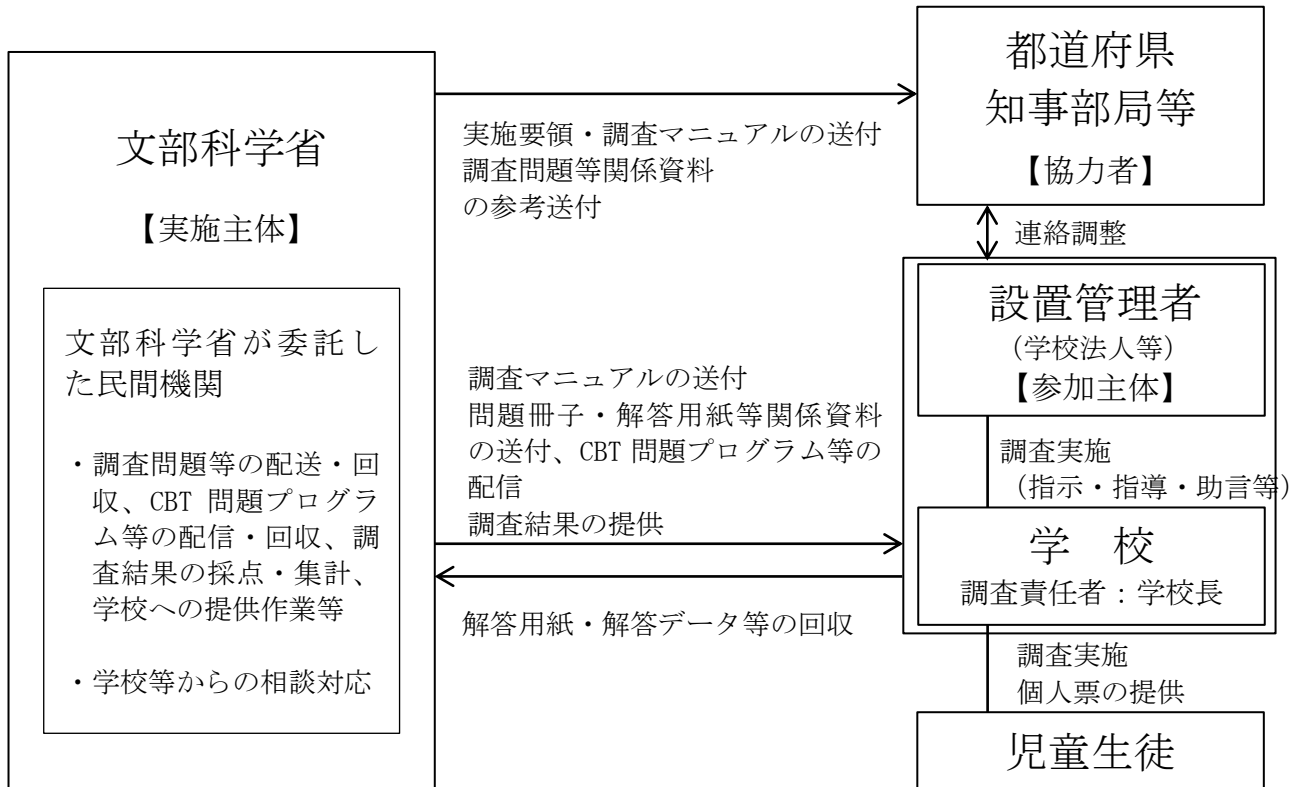 文部科学省
【実施主体】
文部科学省が委託し
た民間機関
・調査問題等の配送・回
収、CBT 問題プログラ
ム等の配信・回収、調
査結果の採点・集計、
学校への提供作業等
・学校等からの相談対応
実施要領・調査マニュアルの送付
調査問題等関係資料
の参考送付
調査マニュアルの送付
問題冊子・解答用紙等関係資料
の送付、CBT 問題プログラム等の
配信
調査結果の提供
解答用紙・解答データ等の回収
都道府県
知事部局等
【協力者】
連絡調整
設置管理者
（学校法人等）
【参加主体】
調査実施
（指示・指導・助言等）
学　校
調査責任者：学校長
調査実施
個人票の提供
児童生徒